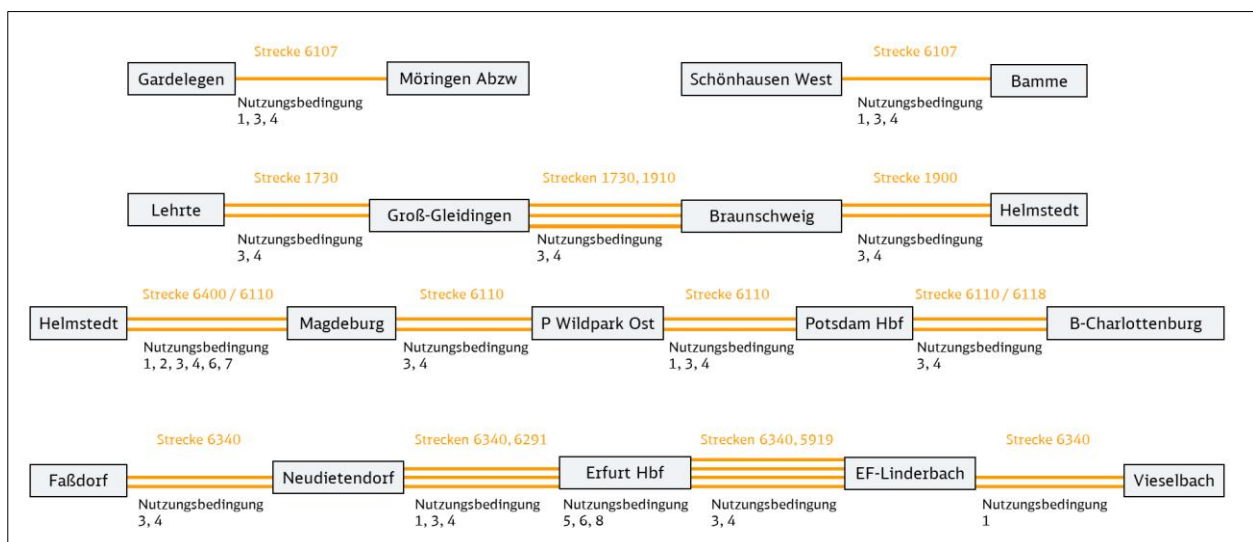 Strecke 6107
Strecke 6107
Gardelegen
Möringen Abzw
Schönhausen West
Bamme
Nutzungsbedingung
1, 3, 4
Nutzungsbedingung
1, 3, 4
Strecke 1730
Strecken 1730, 1910
Strecke 1900
Lehrte
Groß-Gleidingen
Braunschweig
Helmstedt
Nutzungsbedingung
3, 4
Nutzungsbedingung
3, 4
Nutzungsbedingung
3, 4
Strecke 6400 / 6110
Strecke 6110
Strecke 6110
Strecke 6110 / 6118
Helmstedt
Magdeburg
P Wildpark Ost
Potsdam Hbf
B-Charlottenburg
Nutzungsbedingung
1, 2, 3, 4, 6, 7
Nutzungsbedingung
3, 4
Nutzungsbedingung
1, 3, 4
Nutzungsbedingung
3, 4
Strecke 6340
Strecken 6340, 6291
Strecken 6340, 5919
Strecke 6340
Faßdorf
Neudietendorf
Erfurt Hbf
EF-Linderbach
Vieselbach
Nutzungsbedingung
3, 4
Nutzungsbedingung
1, 3, 4
Nutzungsbedingung
5, 6, 8
Nutzungsbedingung
3, 4
Nutzungsbedingung
1